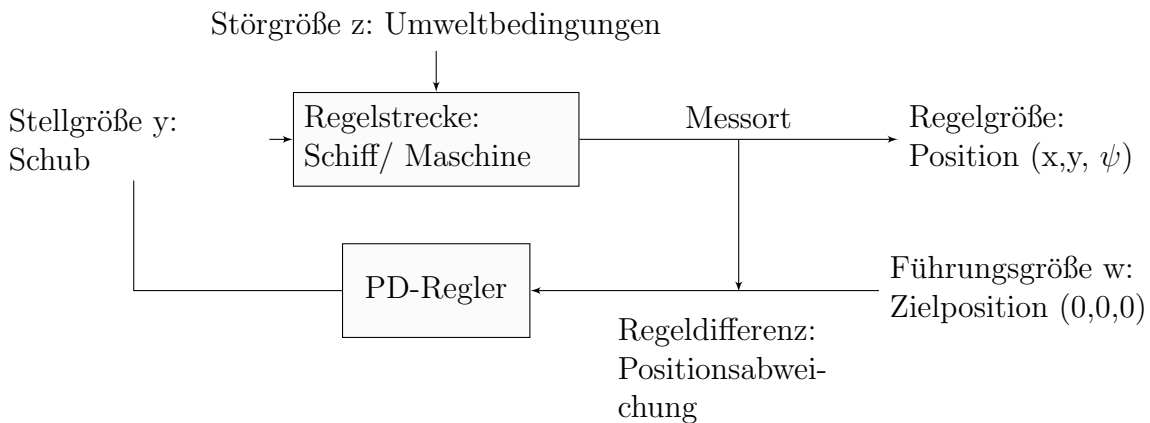 Störgröße z: Umweltbedingungen
Stellgröße y:
Schub
Regelstrecke:
Schiff/ Maschine
Messort
Regelgröße:
Position (x,y, ψ)
PD-Regler
Führungsgröße w:
Zielposition (0,0,0)
Regeldifferenz:
Positionsabwei-
chung